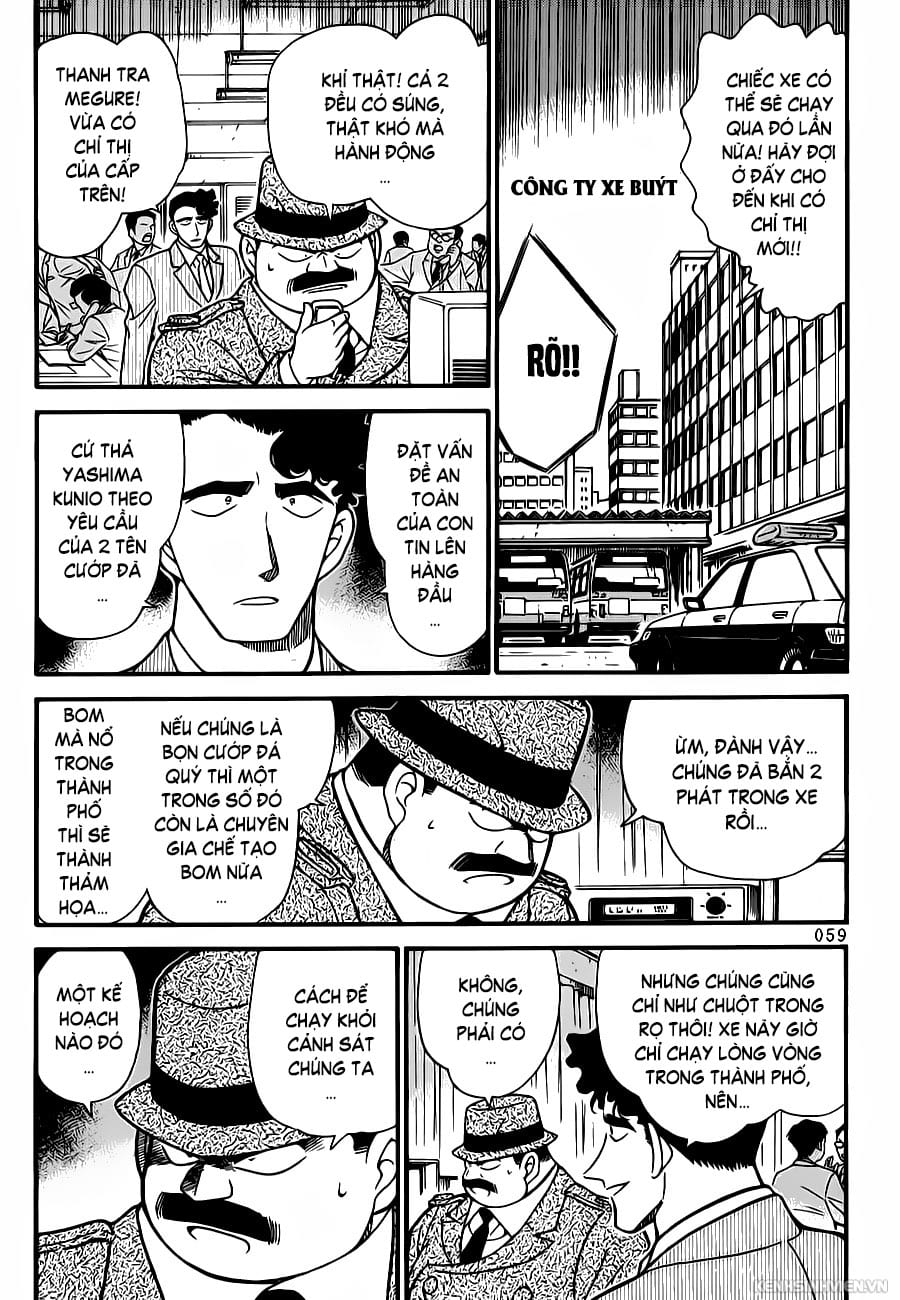 CHIẾC XE CÓ
THỂ SẼ CHẠY
QUA ĐÓ LẦN
NỮA! HÃY ĐỢI
Ở ĐẤY CHO
ĐẾN KHI CÓ
CHỈ THỊ
MỚI!!
CÔNG TY XE BUÝT
RÕ!!
KHỈ THẬT! CẢ 2
ĐỀU CÓ SÚNG,
THẬT KHÓ MÀ
HÀNH ĐỘNG
...
THANH TRA
MEGURE!
VỪA CÓ
CHỈ THỊ
CỦA CẤP
TRÊN!
ĐẶT VẤN
ĐỀ AN
TOÀN
CỦA CON
TIN LÊN
HÀNG
ĐẦU
...
CỨ THẢ
YASHIMA
KUNIO THEO
YÊU CẦU
CỦA 2 TÊN
CƯỚP ĐÃ
...
ỪM, ĐÀNH VẬY...
CHÚNG ĐÃ BẮN 2
PHÁT TRONG XE
RỒI...
NẾU CHÚNG LÀ
BỌN CƯỚP ĐÁ
QUÝ THÌ MỘT
TRONG SỐ ĐÓ
CÒN LÀ CHUYÊN
GIA CHẾ TẠO
BOM NỮA
...
BOM
MÀ NỔ
TRONG
THÀNH
PHỐ
THÌ SẼ
THÀNH
THẢM
HỌA...
059
NHƯNG CHÚNG CŨNG
CHỈ NHƯ CHUỘT TRONG
RỌ THÔI! XE NÀY GIỜ
CHỈ CHẠY LÒNG VÒNG
TRONG THÀNH PHỐ,
NÊN...
KHÔNG,
CHÚNG
PHẢI CÓ
...
CÁCH ĐỂ
CHẠY KHỎI
CẢNH SÁT
CHÚNG TA
...
MỘT KẾ
HOẠCH
NÀO ĐÓ
...
KENHSINHVIEN.VN